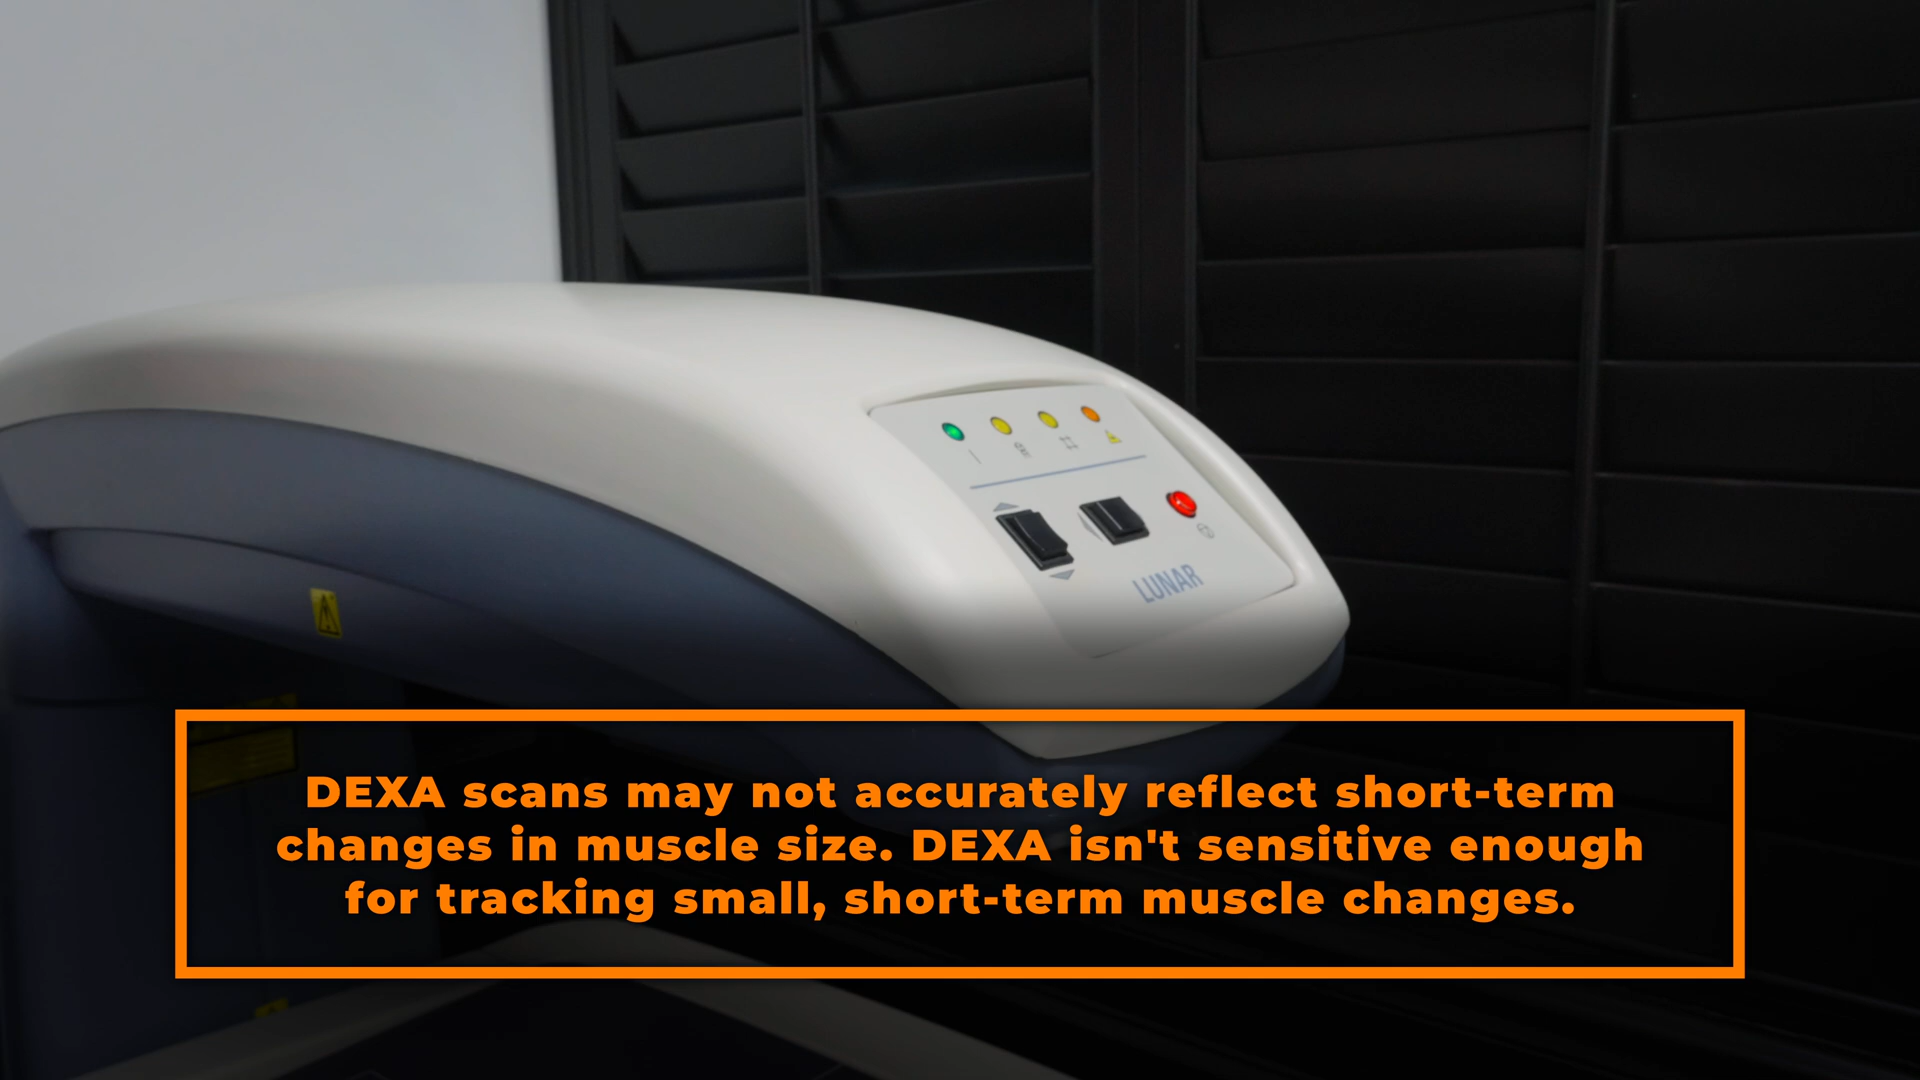 LUNAR
DEXA scans may not accurately reflect short-term
changes in muscle size. DEXA isn't sensitive enough
for tracking small, short-term muscle changes.